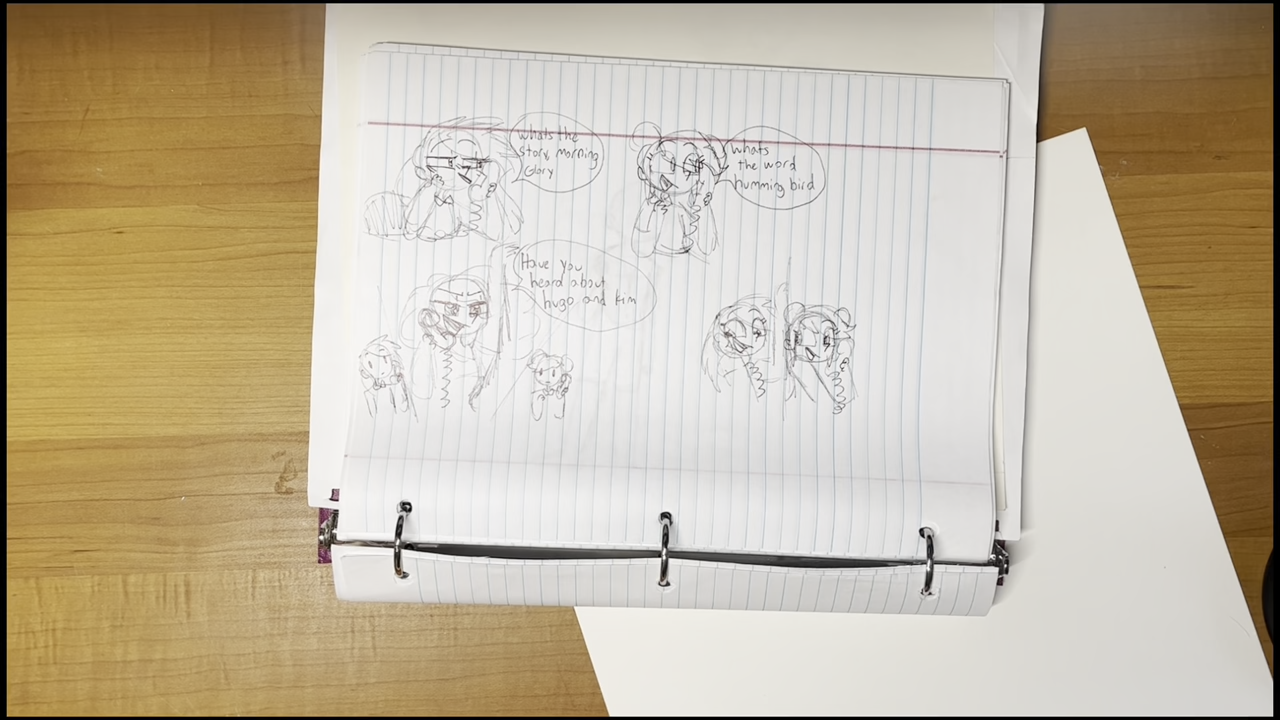 whats the
story, morning
Glory
whats
the word
humming bird
Have you
heard about
hugo and kim